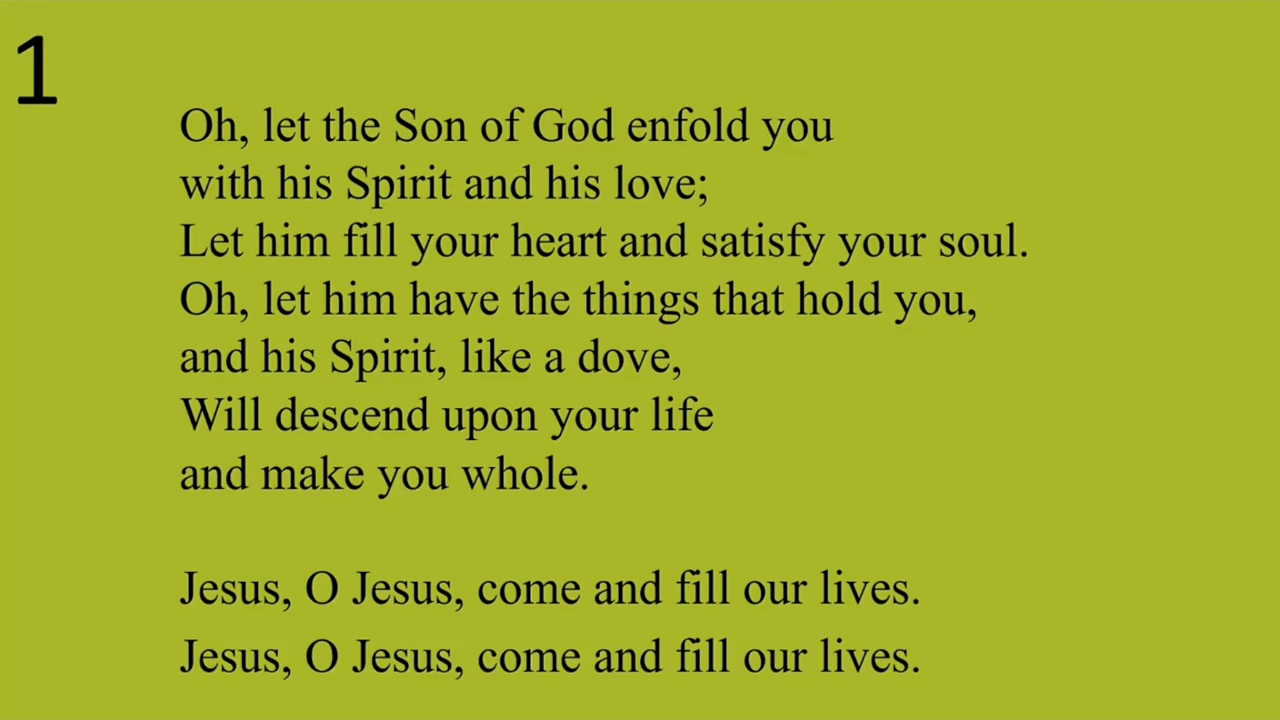 1
Oh, let the Son of God enfold you
with his Spirit and his love;
Let him fill your heart and satisfy your soul.
Oh, let him have the things that hold you,
and his Spirit, like a dove,
Will descend upon your life
and make you whole.
Jesus, O Jesus, come and fill our lives.
Jesus, O Jesus, come and fill our lives.